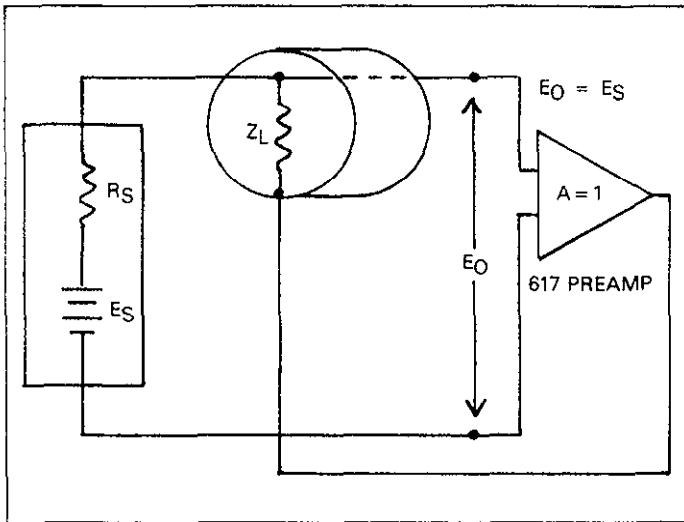 E_O = E_S
Z_L
R_S
A = 1
E_O
617 PREAMP
E_S